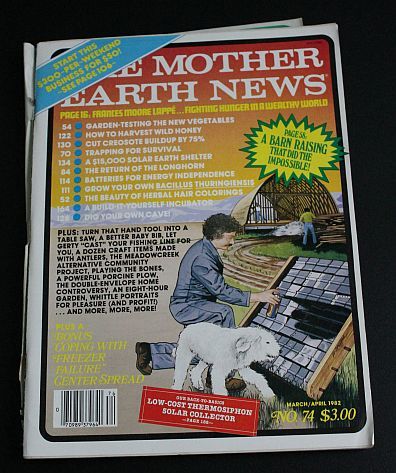 START THIS
$200-PER-WEEKEND
BUSINESS FOR $50!
SEE PAGE 106
THE MOTHER
EARTH NEWS
PAGE 16, FRANCES MOORE LAPPÉ...FIGHTING HUNGER IN A WEALTHY WORLD
54 GARDEN-TESTING THE NEW VEGETABLES
122 HOW TO HARVEST WILD HONEY
130 CUT CREOSOTE BUILDUP BY 75%
70 TRAPPING FOR SURVIVAL
134 A $15,000 SOLAR EARTH SHELTER
84 THE RETURN OF THE LONGHORN
114 BATTERIES FOR ENERGY INDEPENDENCE
111 GROW YOUR OWN BACILLUS THURINGIENSIS
52 THE BEAUTY OF HERBAL HAIR COLORINGS
164 A BUILD-IT-YOURSELF INCUBATOR
126 DIG YOUR OWN CAVE!
PAGE 58:
A BARN RAISING
THAT DID THE
IMPOSSIBLE!
PLUS: TURN THAT HAND TOOL INTO A
TABLE SAW, A BETTER BABY BIB, LET
GERTY "CAST" YOUR FISHING LINE FOR
YOU, A DOZEN CRAFT ITEMS MADE
WITH ANTLERS, THE MEADOWCREEK
ALTERNATIVE COMMUNITY
PROJECT, PLAYING THE BONES,
A POWERFUL PORCINE PLOW,
THE DOUBLE-ENVELOPE HOME
CONTROVERSY, AN EIGHT-HOUR
GARDEN, WHITTLE PORTRAITS
FOR PLEASURE (AND PROFIT!)
... AND MORE, MORE, MORE!
PLUS A
BONUS
"COPING WITH
FREEZER
FAILURE"
CENTER SPREAD
OUR BACK-TO-BASICS
LOW-COST THERMOSIPHON
SOLAR COLLECTOR
PAGE 108
MARCH/APRIL 1982
NO. 74 $3.00
0 70989 37964